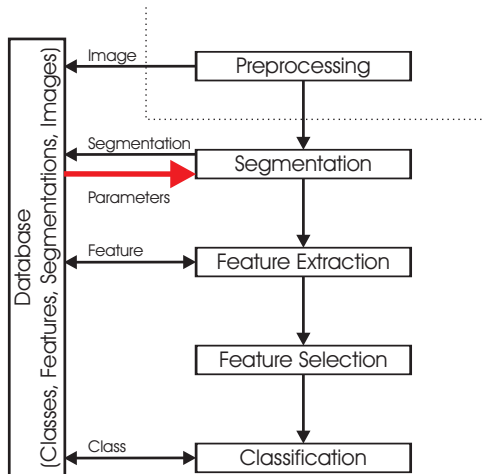 Database
(Classes, Features, Segmentations, Images)
Image
Preprocessing
Segmentation
Segmentation
Parameters
Feature
Feature Extraction
Feature Selection
Class
Classification